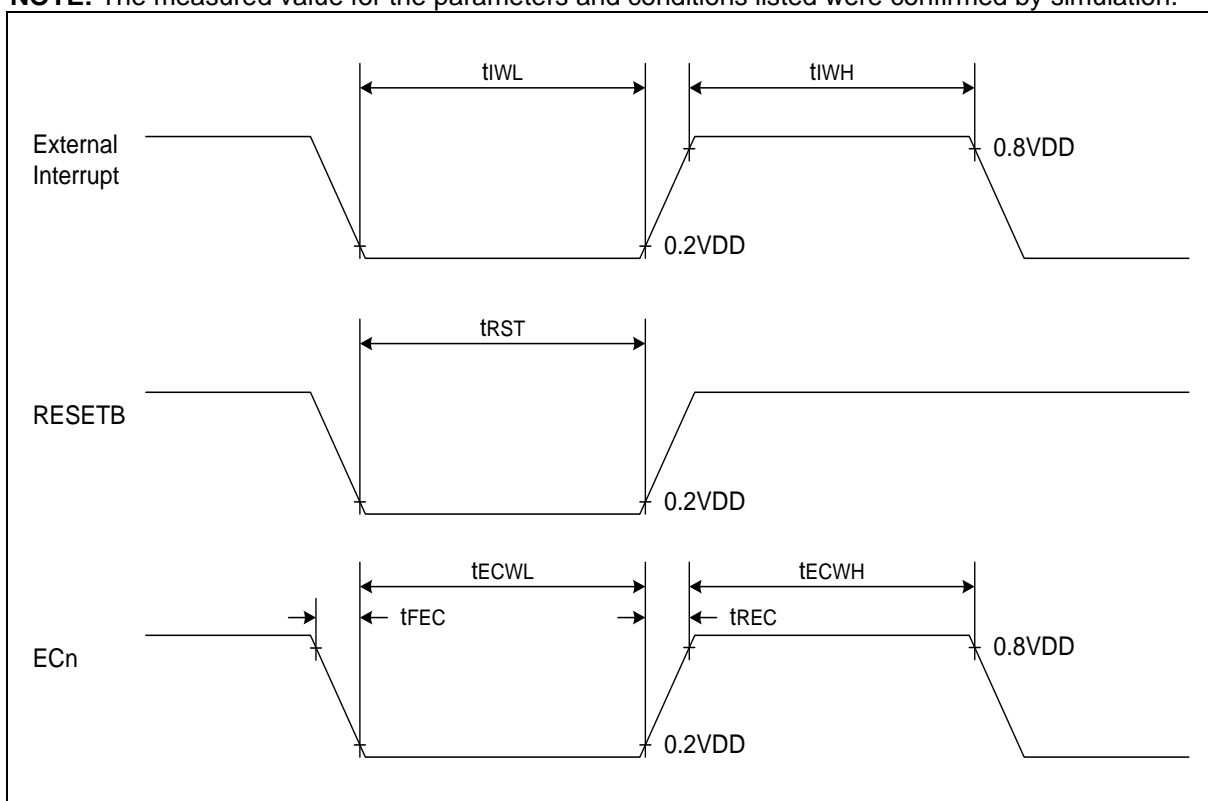 NOTE: The measured value for the parameters and conditions listed were confirmed by simulation.
tIWL
tIWH
External
Interrupt
0.8VDD
0.2VDD
tRST
RESETB
0.2VDD
tECWL
tECWH
tFEC
tREC
ECn
0.8VDD
0.2VDD